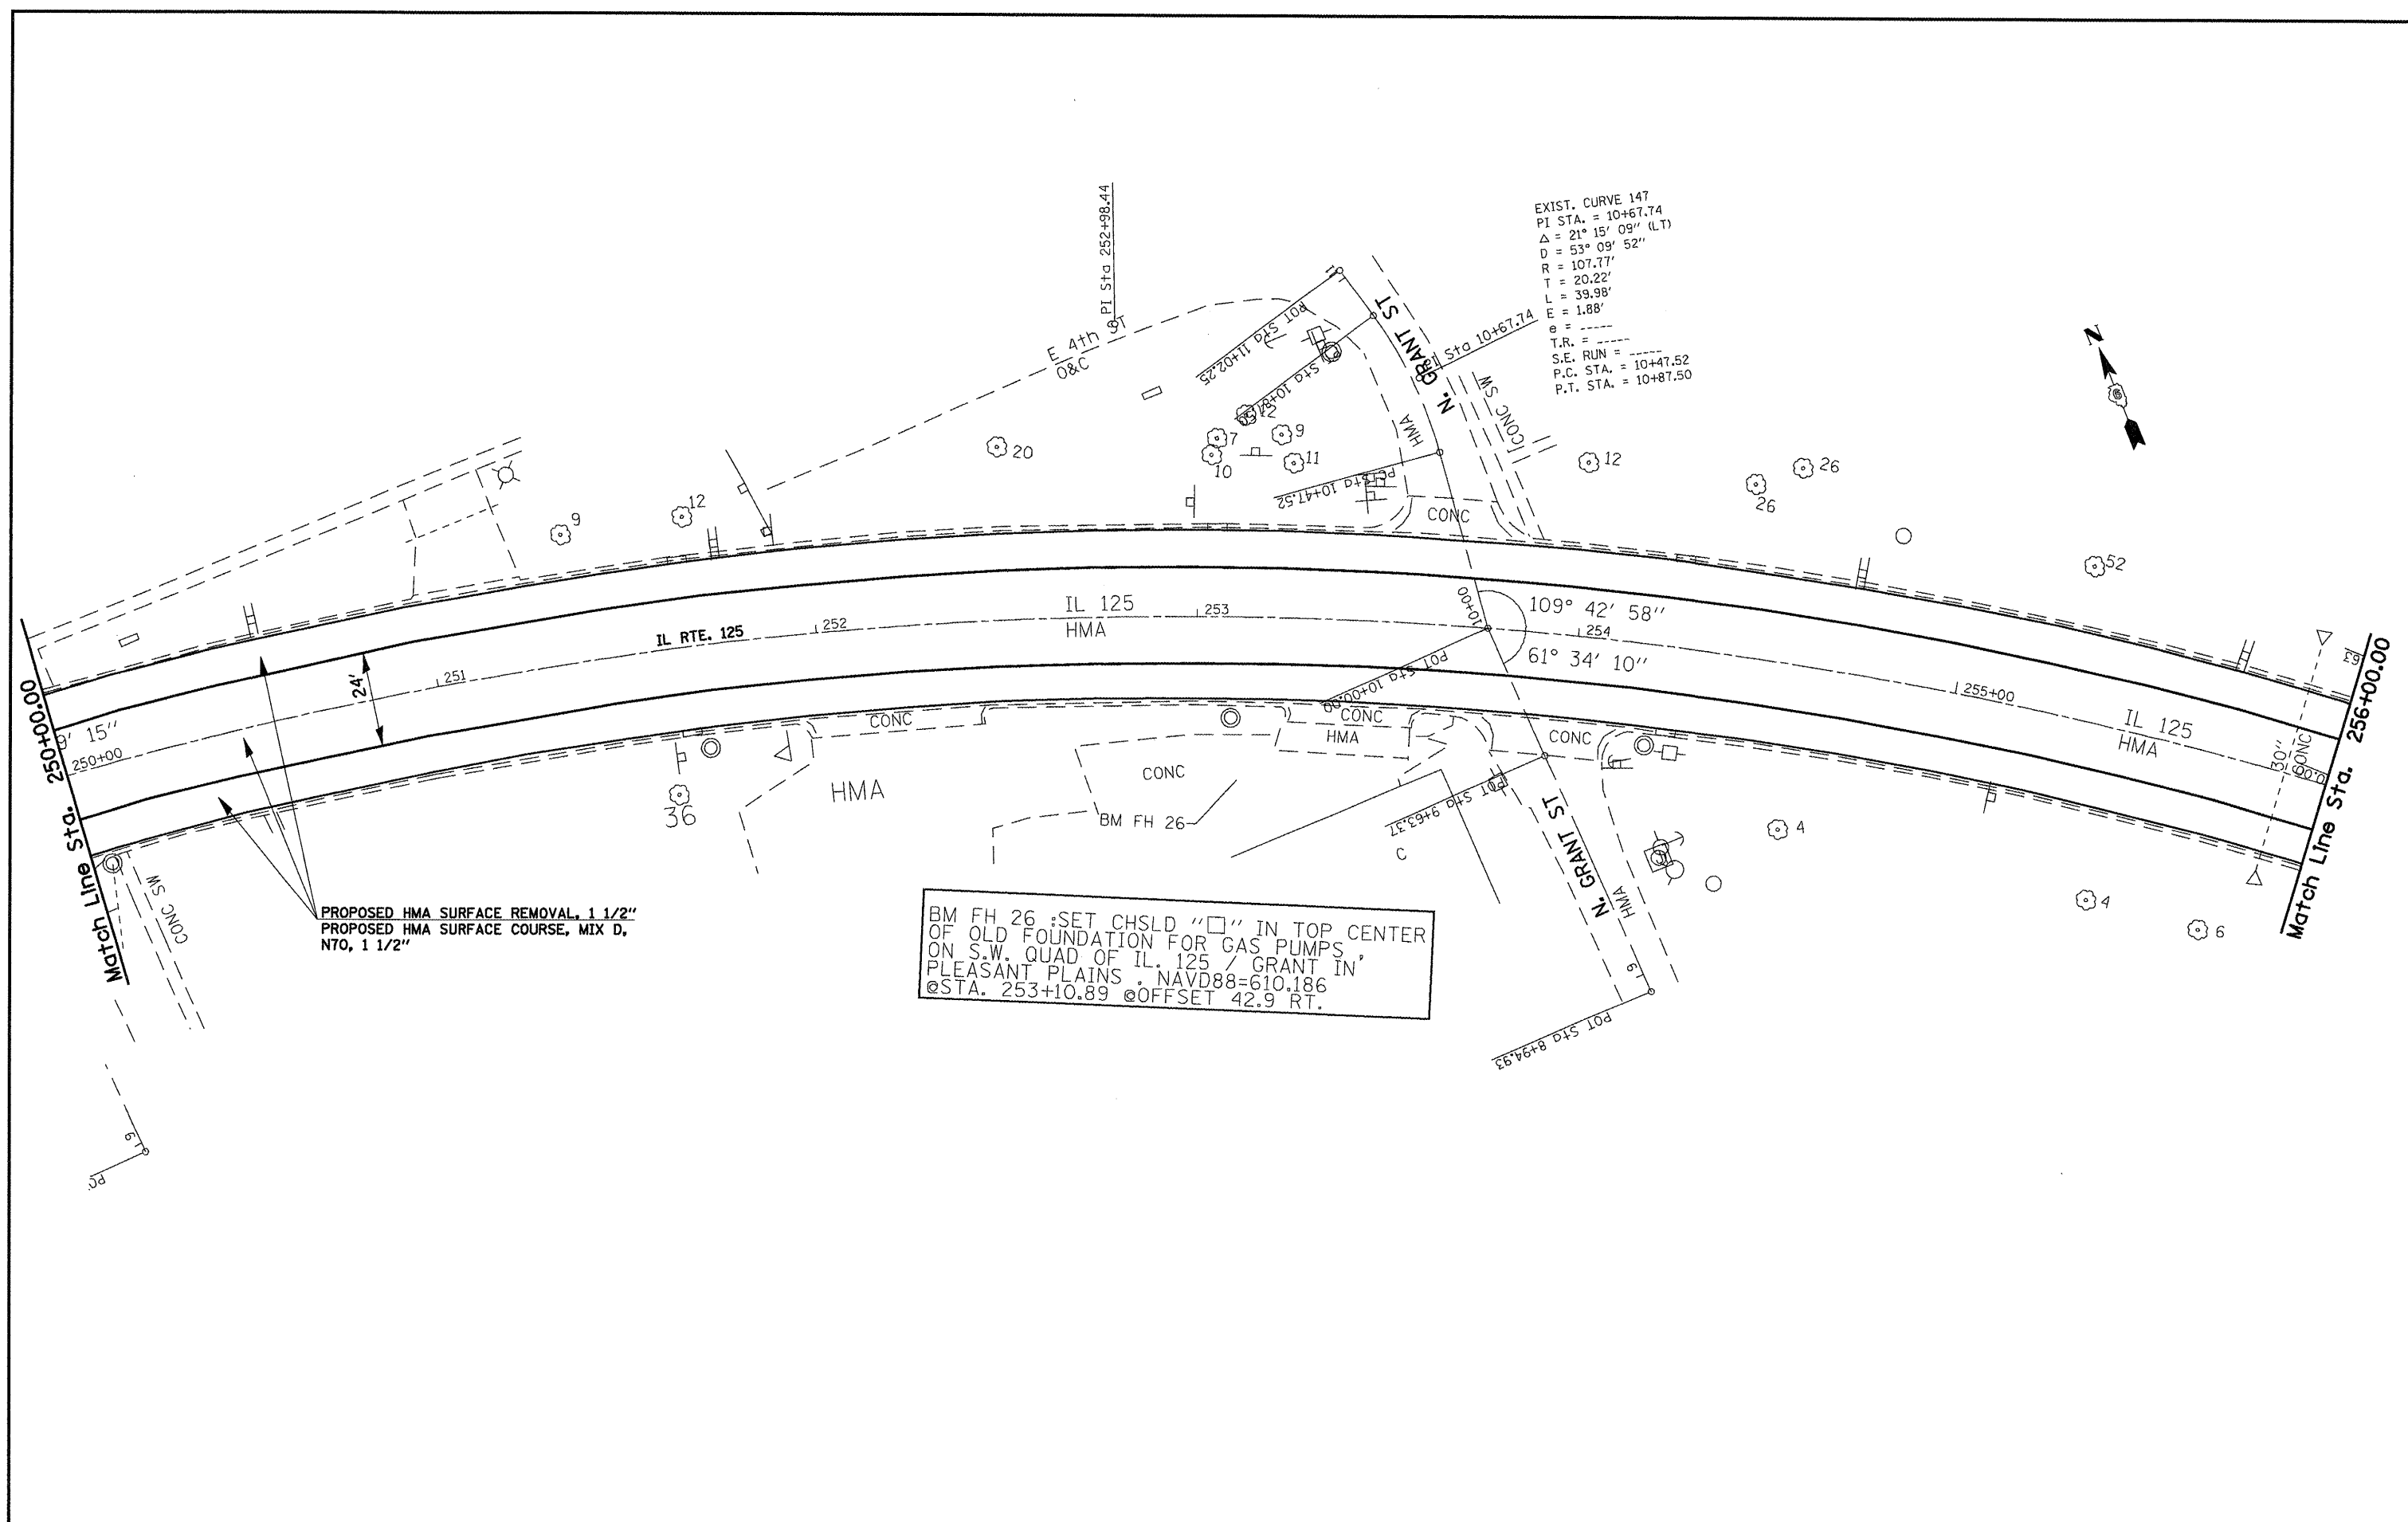 PI Sta 252+98.44
EXIST. CURVE 147
PI STA. = 10+67.74
Δ = 21° 15' 09" (LT)
D = 53° 09' 52"
R = 107.77'
T = 20.22'
L = 39.98'
E = 1.88'
e = -----
T.R. = -----
S.E. RUN = -----
P.C. STA. = 10+47.52
P.T. STA. = 10+87.50
N
E 4th ST
O&C
11
POT Sta 11+02.25
N. GRANT ST
Sta 10+67.74
CONC SW
HMA
12
7
9
10
11
20
9
12
PC Sta 10+47.52
CONC
12
26
26
52
63
10+00
109° 42' 58"
61° 34' 10"
POT Sta 10+00.00
IL 125
HMA
IL RTE. 125
250+00
251
252
253
254
255+00
IL 125
HMA
24'
9' 15"
30"
CONC
Match Line Sta. 250+00.00
Match Line Sta. 256+00.00
CONC
CONC
HMA
CONC
CONC
HMA
36
BM FH 26
POT Sta 9+63.37
C
N. GRANT ST
HMA
4
4
6
CONC SW
PROPOSED HMA SURFACE REMOVAL, 1 1/2"
PROPOSED HMA SURFACE COURSE, MIX D,
N70, 1 1/2"
BM FH 26 :SET CHSLD "□" IN TOP CENTER
OF OLD FOUNDATION FOR GAS PUMPS
ON S.W. QUAD OF IL. 125 / GRANT IN'
PLEASANT PLAINS . NAVD88=610.186
@STA. 253+10.89 @OFFSET 42.9 RT.
9
POT Sta 8+94.93
9